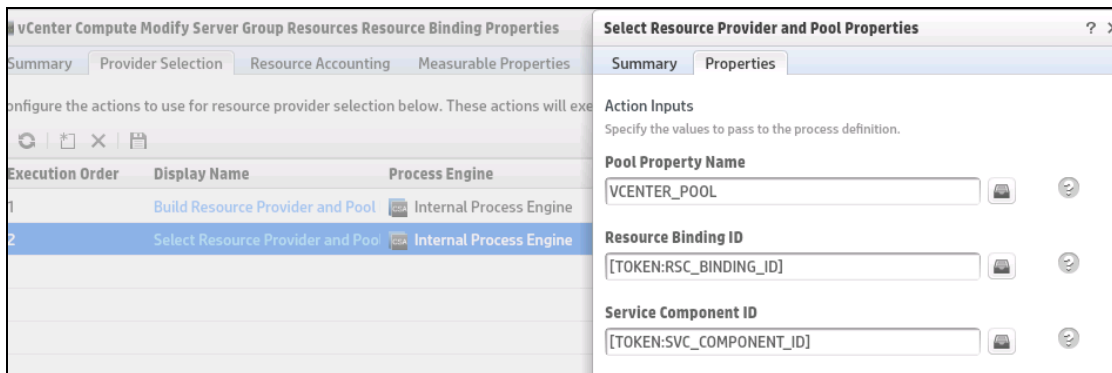 vCenter Compute Modify Server Group Resources Resource Binding Properties
Summary Provider Selection Resource Accounting Measurable Properties
onfigure the actions to use for resource provider selection below. These actions will exe
Execution Order Display Name Process Engine
1 Build Resource Provider and Pool CSA Internal Process Engine
2 Select Resource Provider and Pool CSA Internal Process Engine
Select Resource Provider and Pool Properties ? X
Summary Properties
Action Inputs
Specify the values to pass to the process definition.
Pool Property Name
VCENTER_POOL ?
Resource Binding ID
[TOKEN:RSC_BINDING_ID] ?
Service Component ID
[TOKEN:SVC_COMPONENT_ID] ?